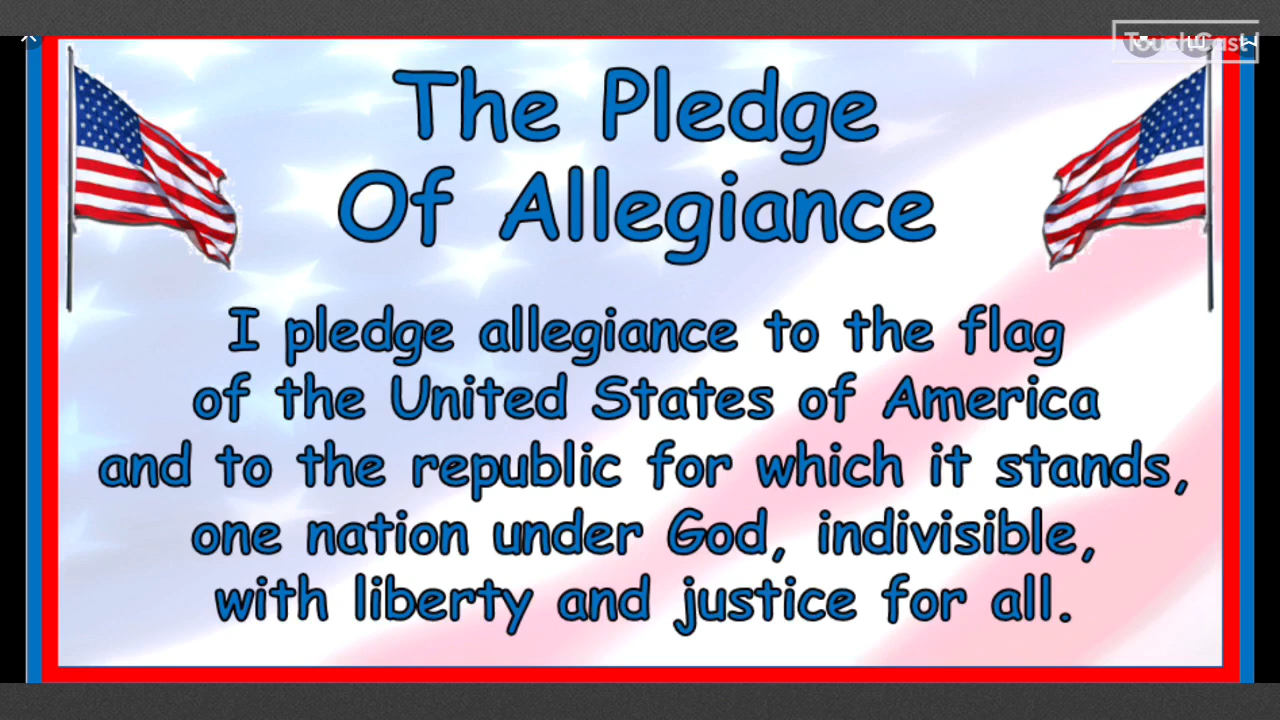 TouchCast
The Pledge
Of Allegiance
I pledge allegiance to the flag
of the United States of America
and to the republic for which it stands,
one nation under God, indivisible,
with liberty and justice for all.